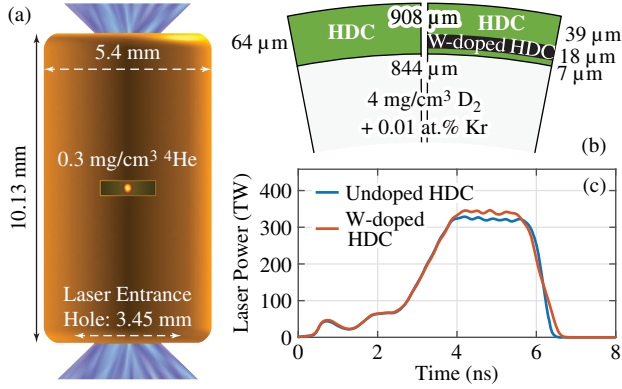 (a)
5.4 mm
10.13 mm
0.3 mg/cm³ ⁴He
Laser Entrance
Hole: 3.45 mm
64 µm
HDC
908 µm
HDC
W-doped HDC
39 µm
18 µm
7 µm
844 µm
4 mg/cm³ D₂
+ 0.01 at.% Kr
(b)
(c)
Undoped HDC
W-doped
HDC
Laser Power (TW)
400
300
200
100
0
0 2 4 6 8
Time (ns)